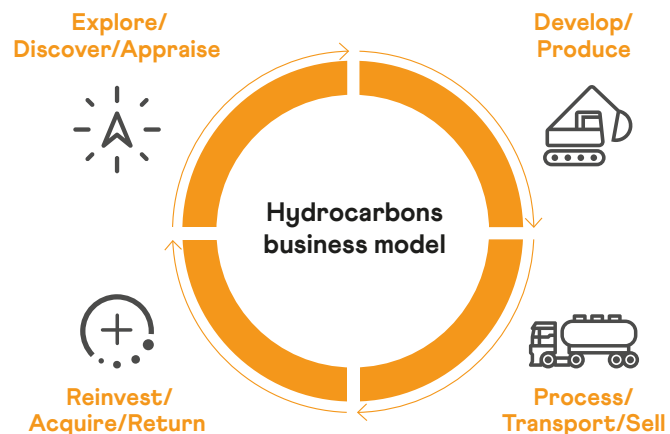 Explore/
Discover/Appraise
Develop/
Produce
Hydrocarbons
business model
Reinvest/
Acquire/Return
Process/
Transport/Sell